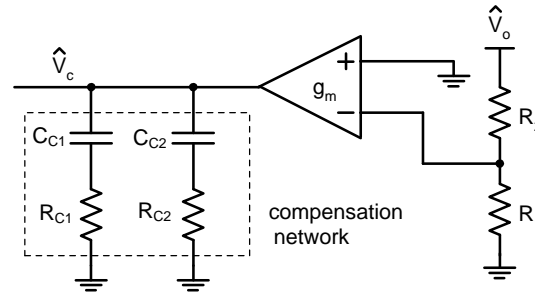 V̂c
V̂o
gm
+
−
CC1
CC2
RC1
RC2
R
R
compensation
network